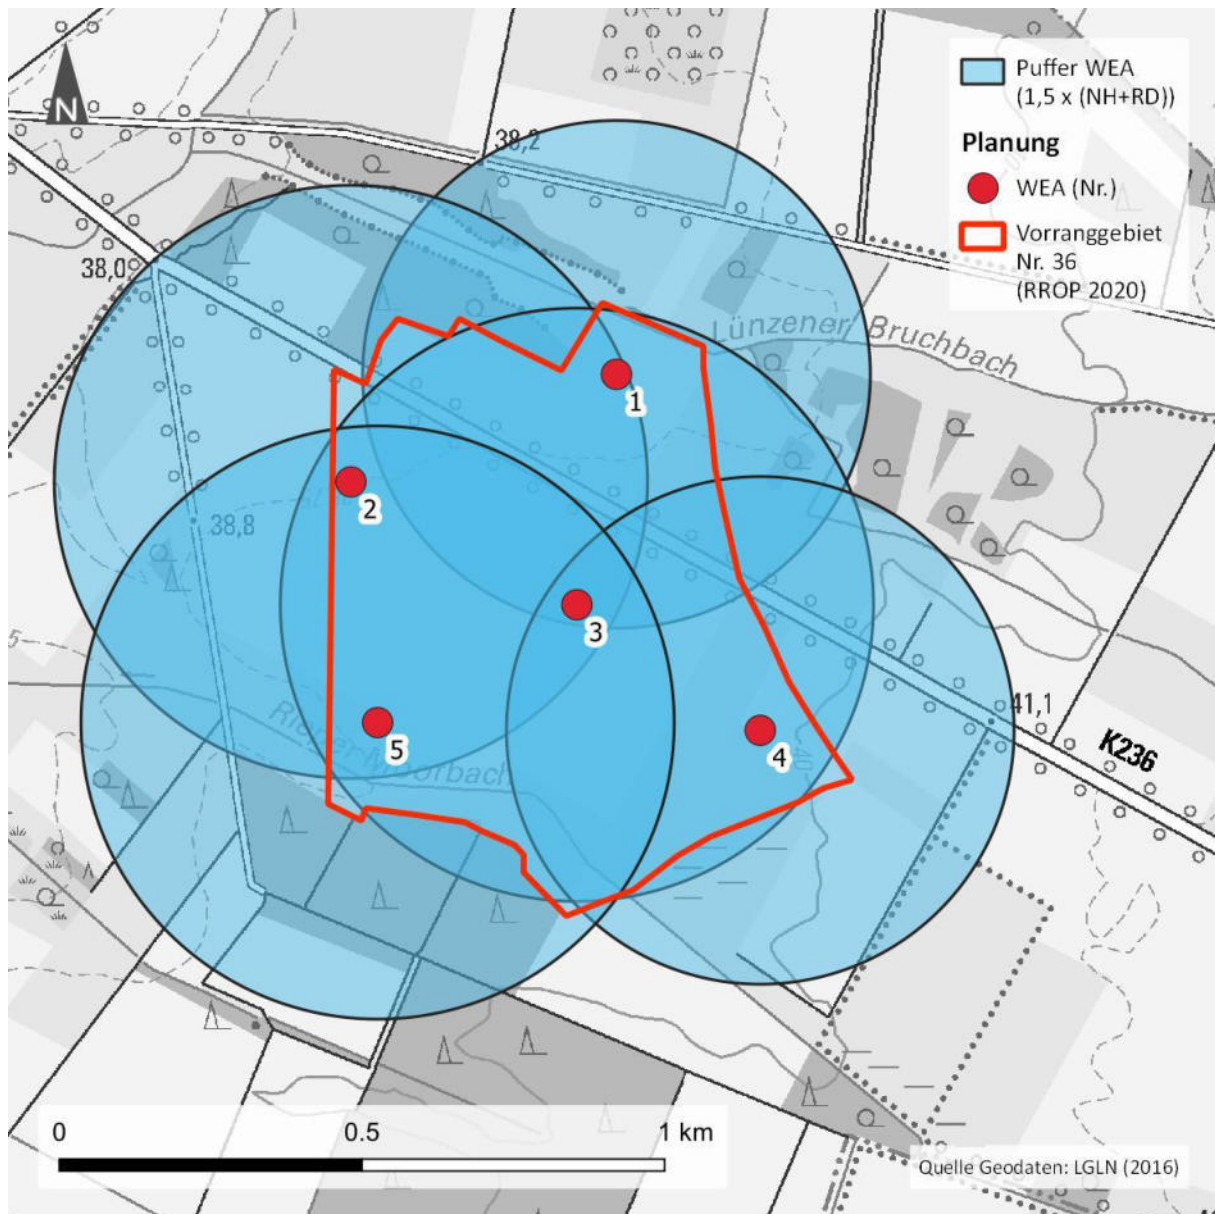 N
38,2
38,0
Puffer WEA
(1,5 x (NH+RD))
Planung
WEA (Nr.)
Vorranggebiet
Nr. 36
(RROP 2020)
Lünzener Bruchbach
1
2
38,8
3
5
4
41,1
K236
40
0
0.5
1 km
Quelle Geodaten: LGLN (2016)